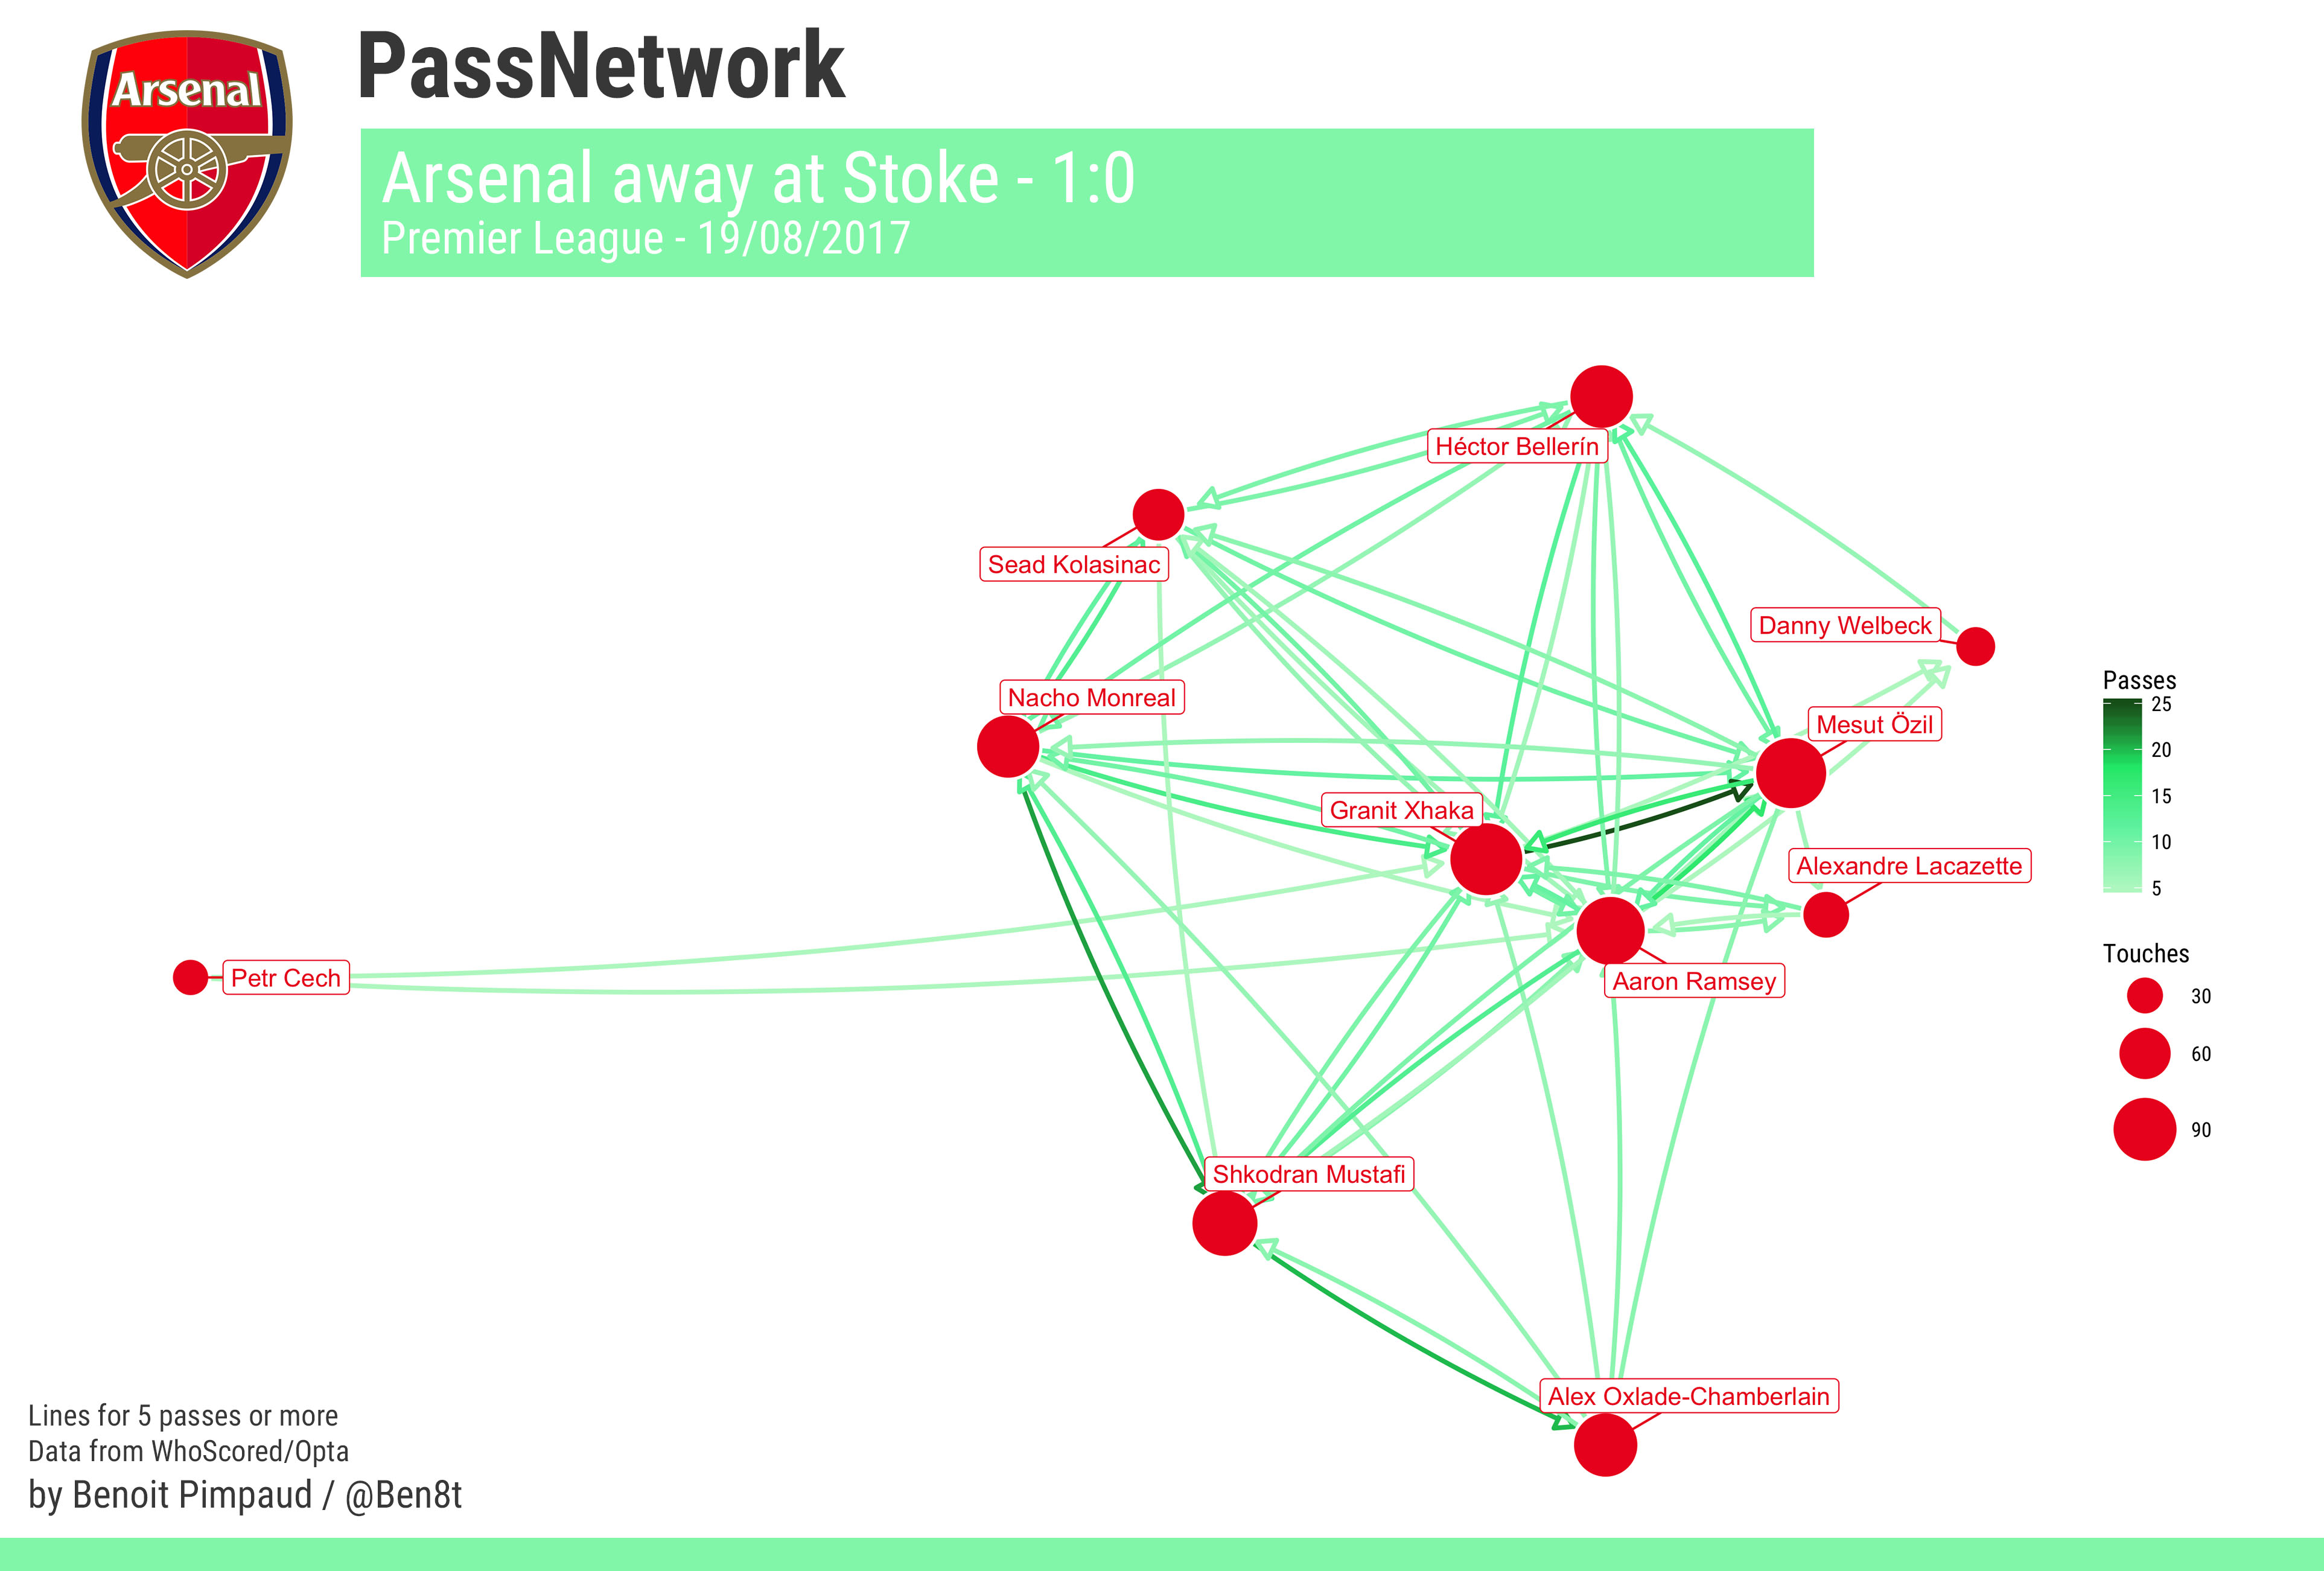 Arsenal
PassNetwork
Arsenal away at Stoke - 1:0
Premier League - 19/08/2017
Héctor Bellerín
Sead Kolasinac
Danny Welbeck
Nacho Monreal
Mesut Özil
Granit Xhaka
Alexandre Lacazette
Petr Cech
Aaron Ramsey
Shkodran Mustafi
Alex Oxlade-Chamberlain
Passes
25
20
15
10
5
Touches
30
60
90
Lines for 5 passes or more
Data from WhoScored/Opta
by Benoit Pimpaud / @Ben8t